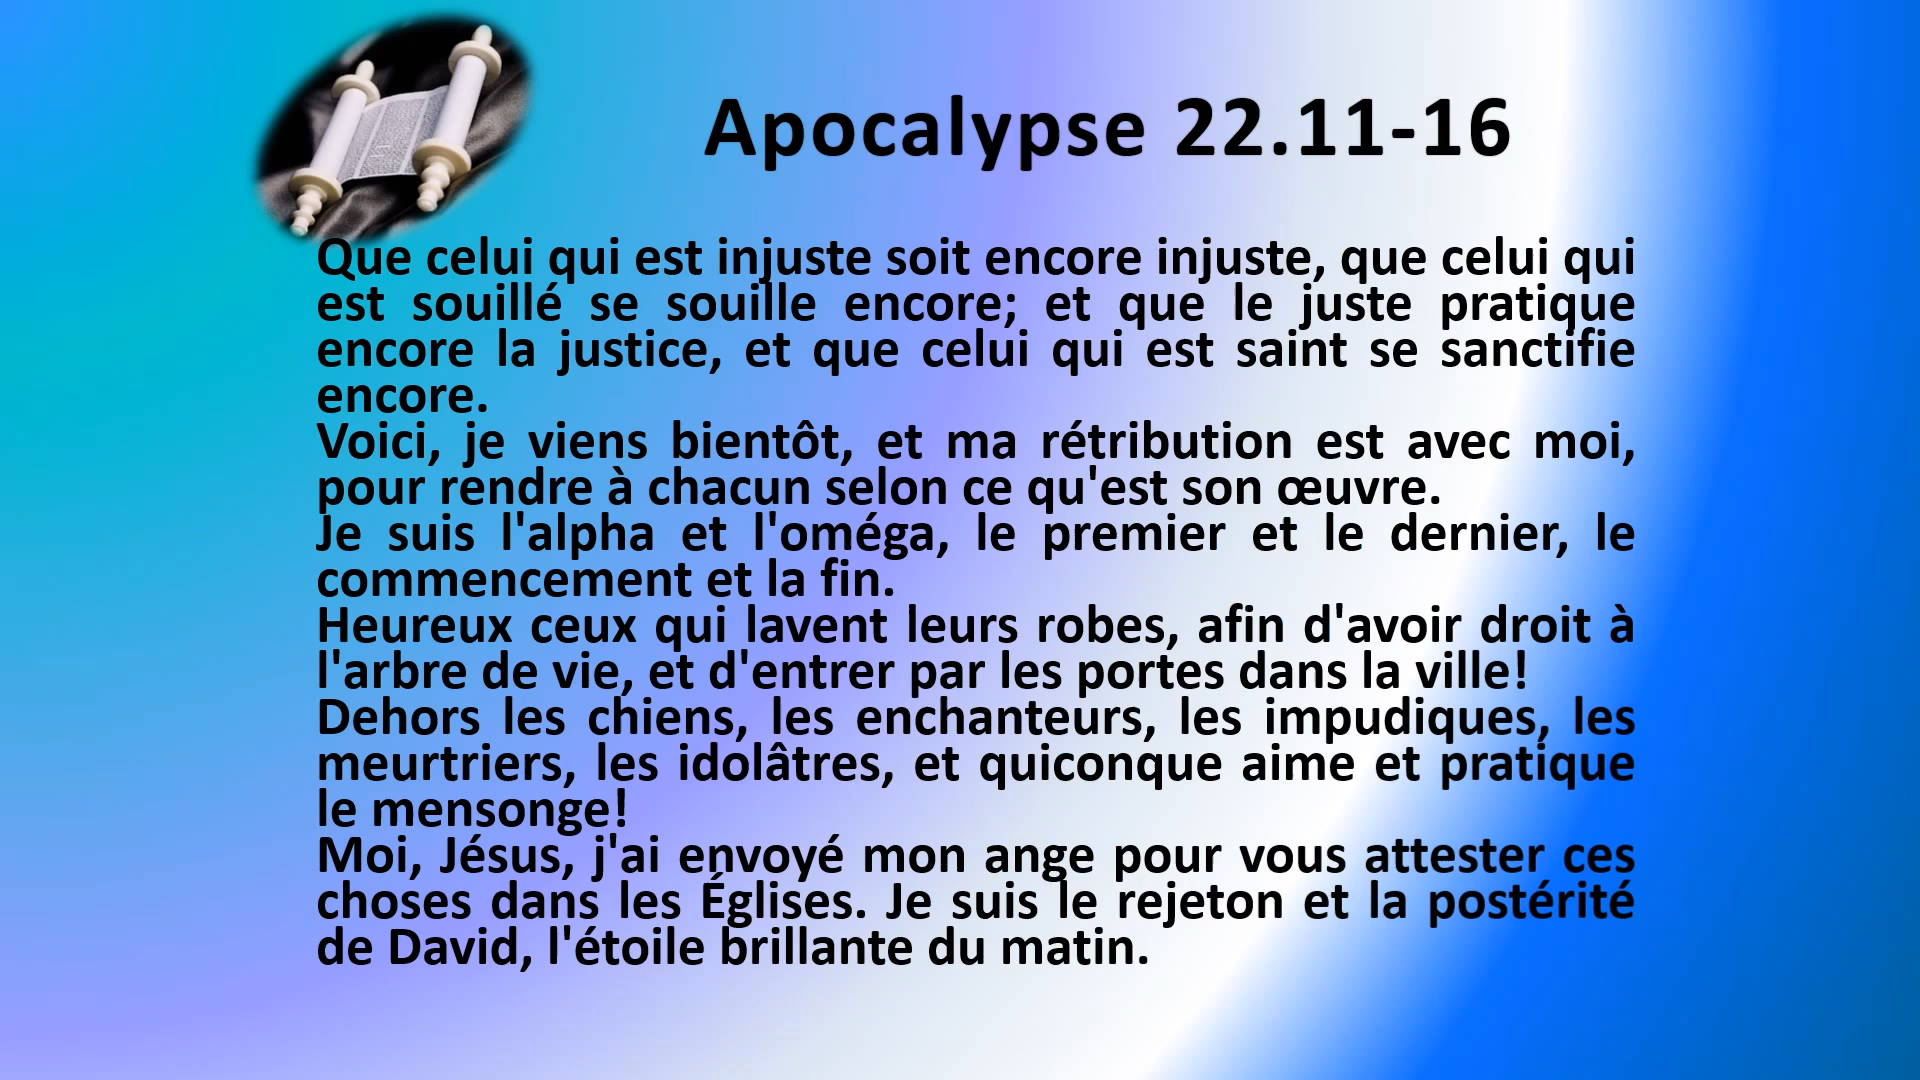 Apocalypse 22.11-16
Que celui qui est injuste soit encore injuste, que celui qui
est souillé se souille encore; et que le juste pratique
encore la justice, et que celui qui est saint se sanctifie
encore.
Voici, je viens bientôt, et ma rétribution est avec moi,
pour rendre à chacun selon ce qu'est son œuvre.
Je suis l'alpha et l'oméga, le premier et le dernier, le
commencement et la fin.
Heureux ceux qui lavent leurs robes, afin d'avoir droit à
l'arbre de vie, et d'entrer par les portes dans la ville!
Dehors les chiens, les enchanteurs, les impudiques, les
meurtriers, les idolâtres, et quiconque aime et pratique
le mensonge!
Moi, Jésus, j'ai envoyé mon ange pour vous attester ces
choses dans les Églises. Je suis le rejeton et la postérité
de David, l'étoile brillante du matin.